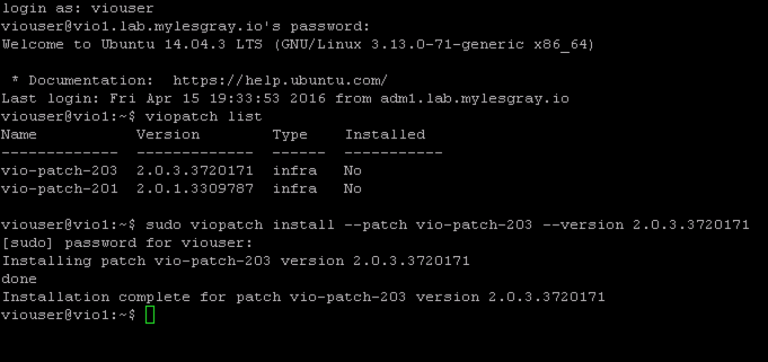 login as: viouser
viouser@vio1.lab.mylesgray.io's password:
Welcome to Ubuntu 14.04.3 LTS (GNU/Linux 3.13.0-71-generic x86_64)
* Documentation:  https://help.ubuntu.com/
Last login: Fri Apr 15 19:33:53 2016 from adm1.lab.mylesgray.io
viouser@vio1:~$ viopatch list
Name           Version        Type    Installed
-------------  -------------  ------  -----------
vio-patch-203  2.0.3.3720171  infra   No
vio-patch-201  2.0.1.3309787  infra   No
viouser@vio1:~$ sudo viopatch install --patch vio-patch-203 --version 2.0.3.3720171
[sudo] password for viouser:
Installing patch vio-patch-203 version 2.0.3.3720171
done
Installation complete for patch vio-patch-203 version 2.0.3.3720171
viouser@vio1:~$